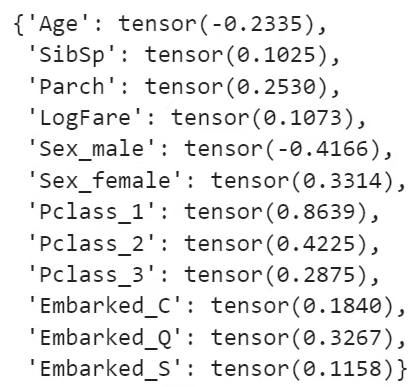 {'Age': tensor(-0.2335),
'SibSp': tensor(0.1025),
'Parch': tensor(0.2530),
'LogFare': tensor(0.1073),
'Sex_male': tensor(-0.4166),
'Sex_female': tensor(0.3314),
'Pclass_1': tensor(0.8639),
'Pclass_2': tensor(0.4225),
'Pclass_3': tensor(0.2875),
'Embarked_C': tensor(0.1840),
'Embarked_Q': tensor(0.3267),
'Embarked_S': tensor(0.1158)}